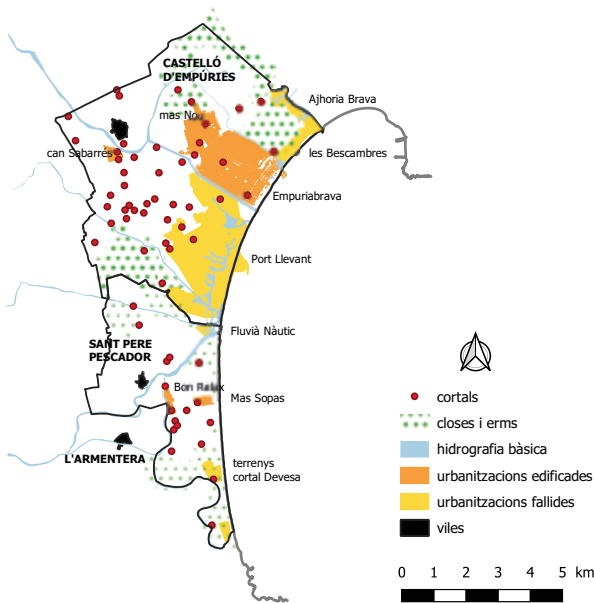 CASTELLÓ
D'EMPÚRIES
Ajhoria Brava
mas Nou
can Sabarrés
les Bescambres
Empuriabrava
Port Llevant
Fluvià Nàutic
SANT PERE
PESCADOR
Bon Relax
Mas Sopas
L'ARMENTERA
terrenys
cortal Devesa
cortals
closes i erms
hidrografia bàsica
urbanitzacions edificades
urbanitzacions fallides
viles
0 1 2 3 4 5 km